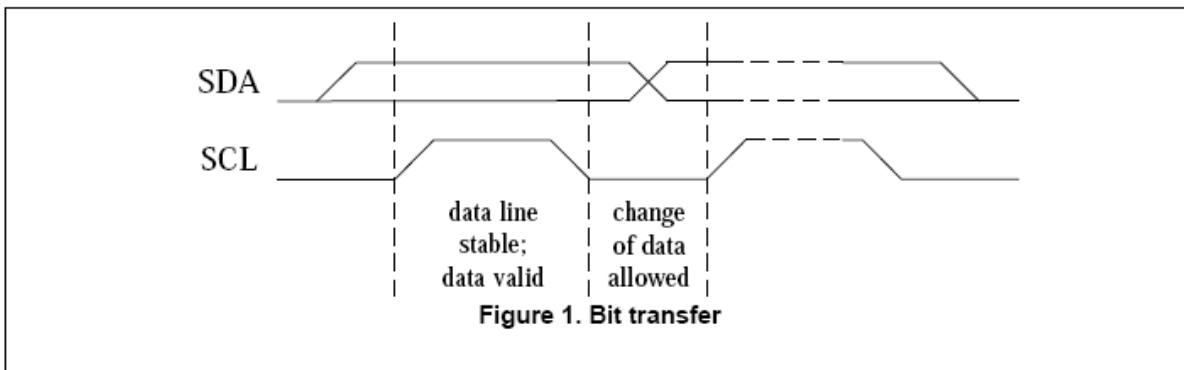 SDA
SCL
data line
stable;
data valid
change
of data
allowed
Figure 1. Bit transfer